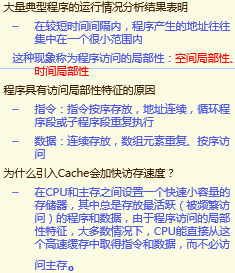 大量典型程序的运行情况分析结果表明
– 在较短时间间隔内，程序产生的地址往往
集中在一个很小范围内
这种现象称为程序访问的局部性：空间局部性、
时间局部性
程序具有访问局部性特征的原因
– 指令：指令按序存放，地址连续，循环程
序段或子程序段重复执行
– 数据：连续存放，数组元素重复、按序访
问
为什么引入Cache会加快访存速度？
– 在CPU和主存之间设置一个快速小容量的
存储器，其中总是存放最活跃（被频繁访
问）的程序和数据，由于程序访问的局部
性特征，大多数情况下，CPU能直接从这
个高速缓存中取得指令和数据，而不必访
问主存。